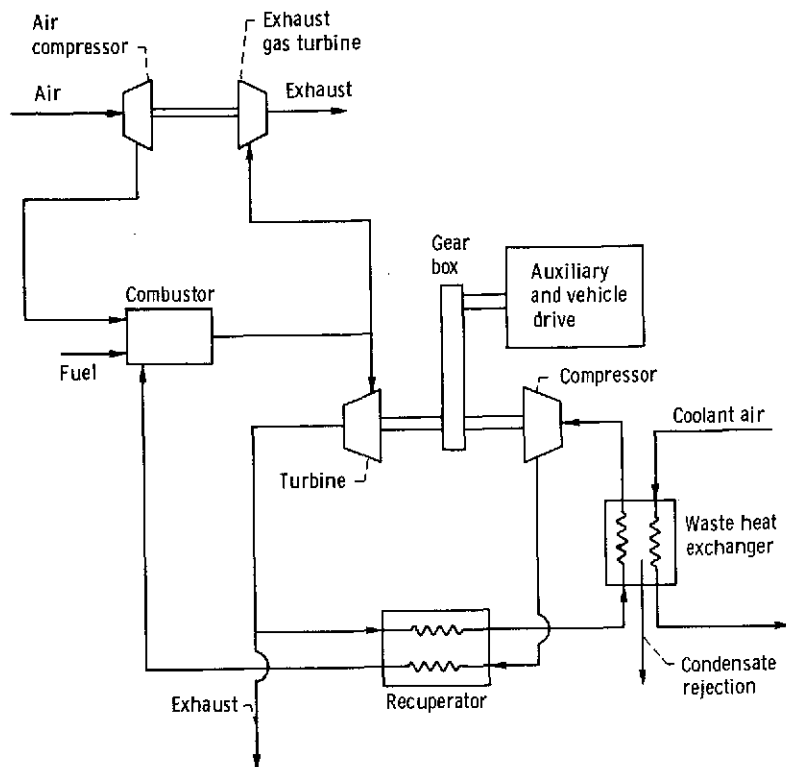 Air
compressor
Exhaust
gas turbine
Air
Exhaust
Gear
box
Auxiliary
and vehicle
drive
Combustor
Fuel
Compressor
Coolant air
Turbine
Waste heat
exchanger
Condensate
rejection
Exhaust
Recuperator